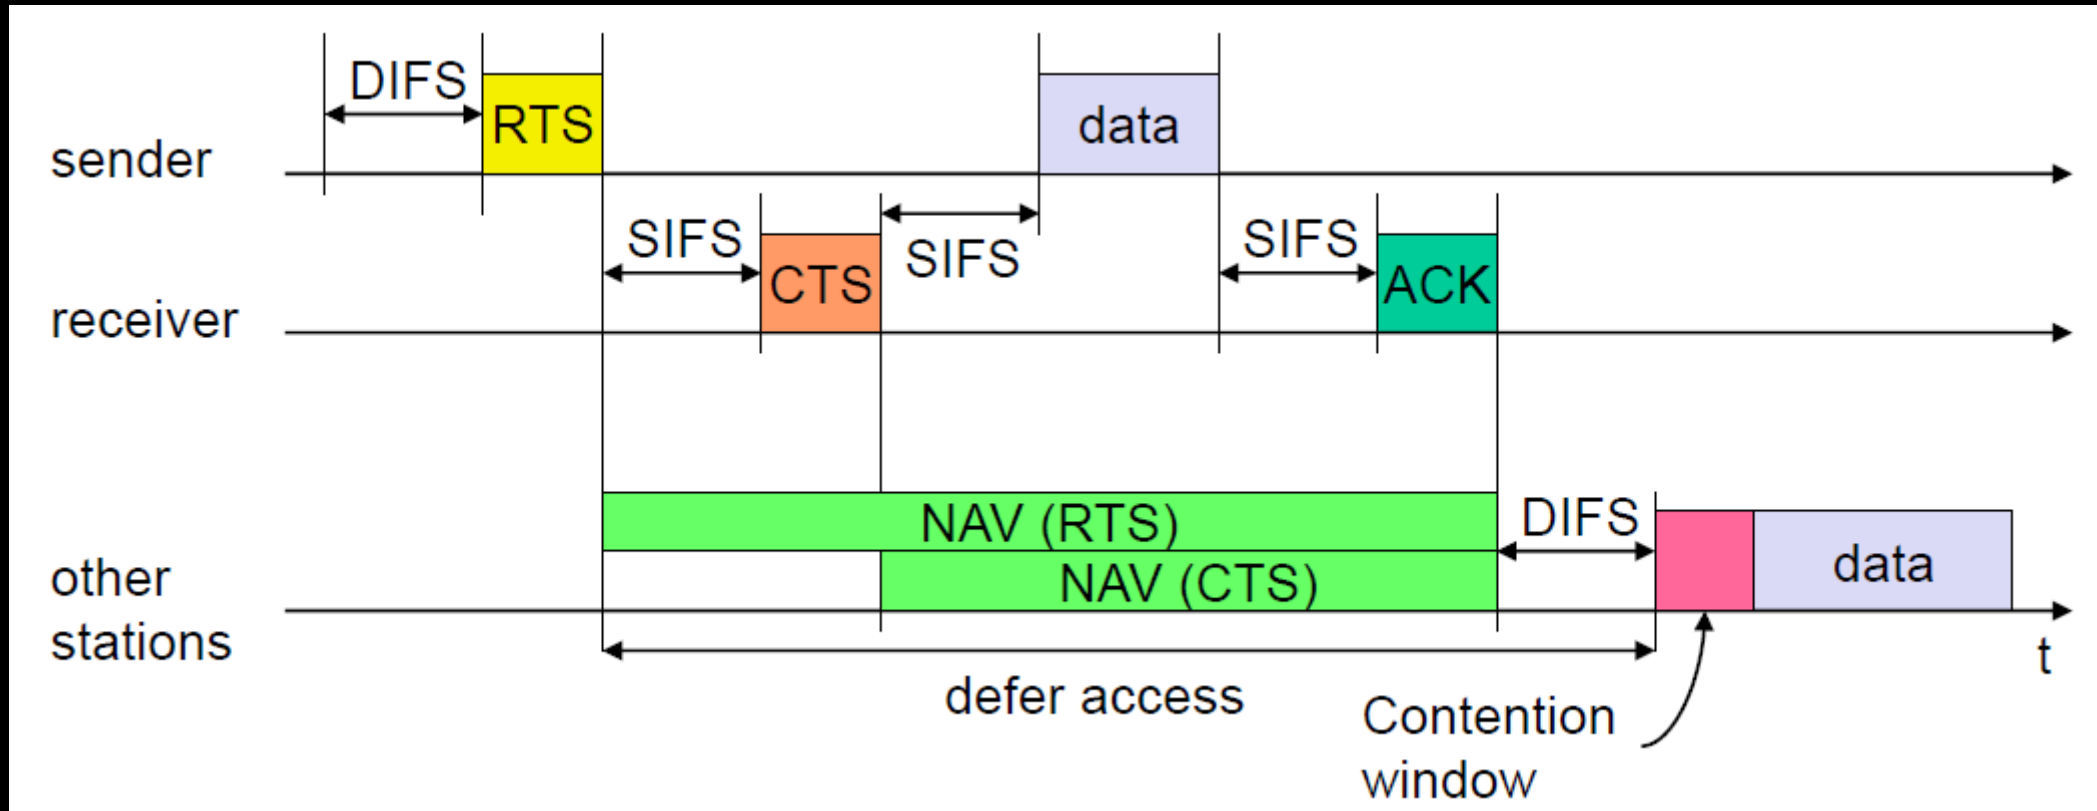 DIFS
RTS
data
sender
SIFS
CTS
SIFS
SIFS
ACK
receiver
NAV (RTS)
DIFS
NAV (CTS)
data
other
stations
t
defer access
Contention
window